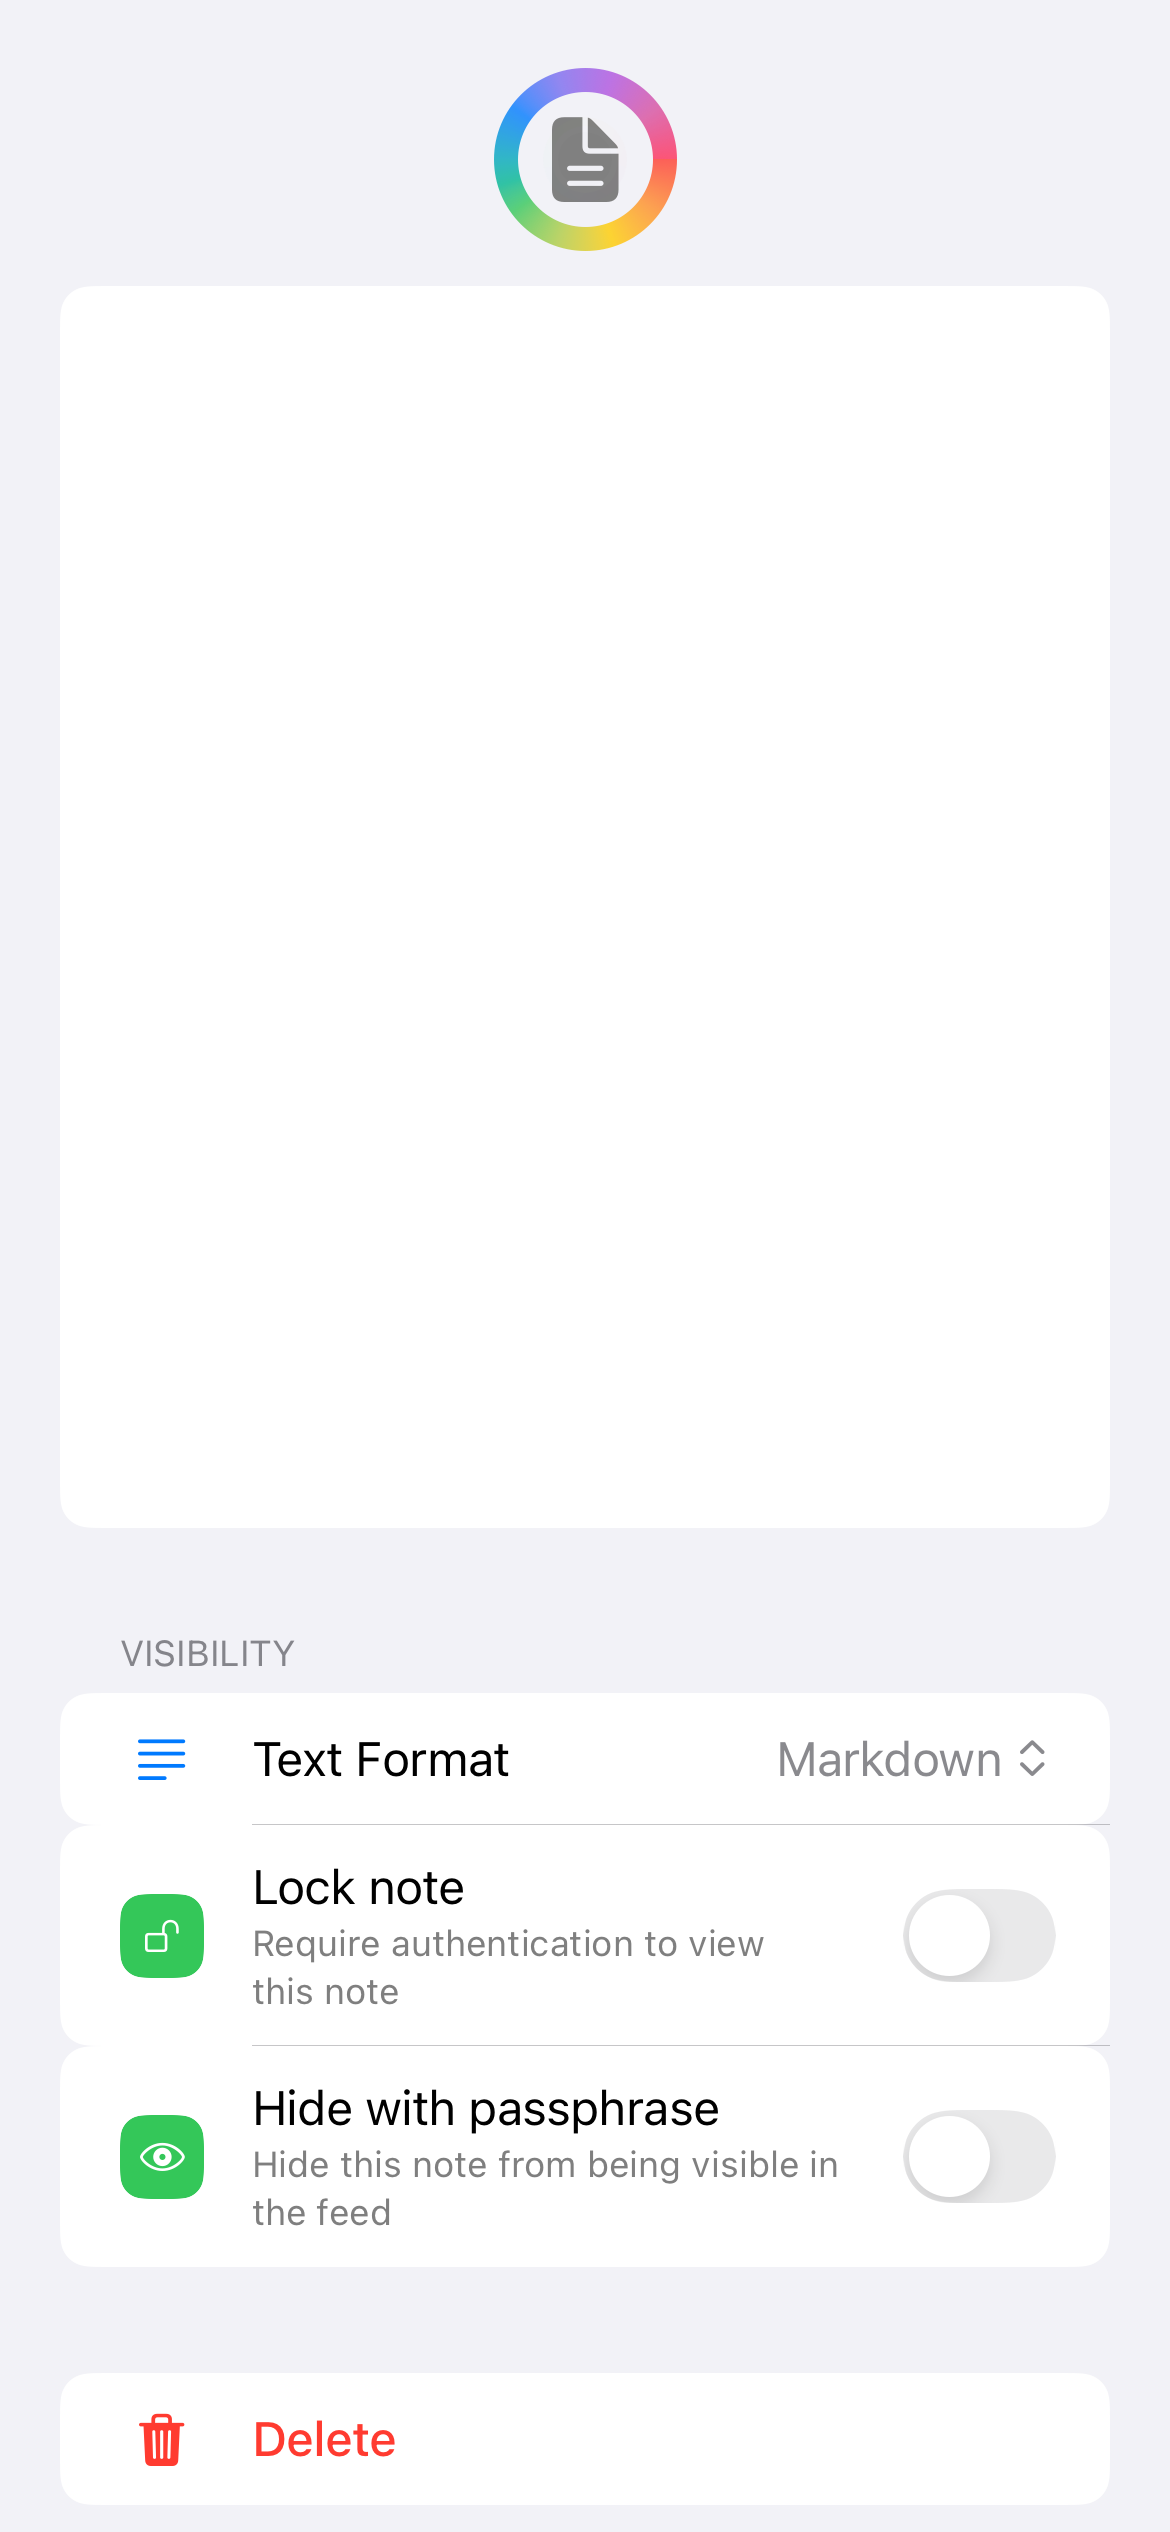 VISIBILITY
Text Format Markdown
Lock note
Require authentication to view
this note
Hide with passphrase
Hide this note from being visible in
the feed
Delete